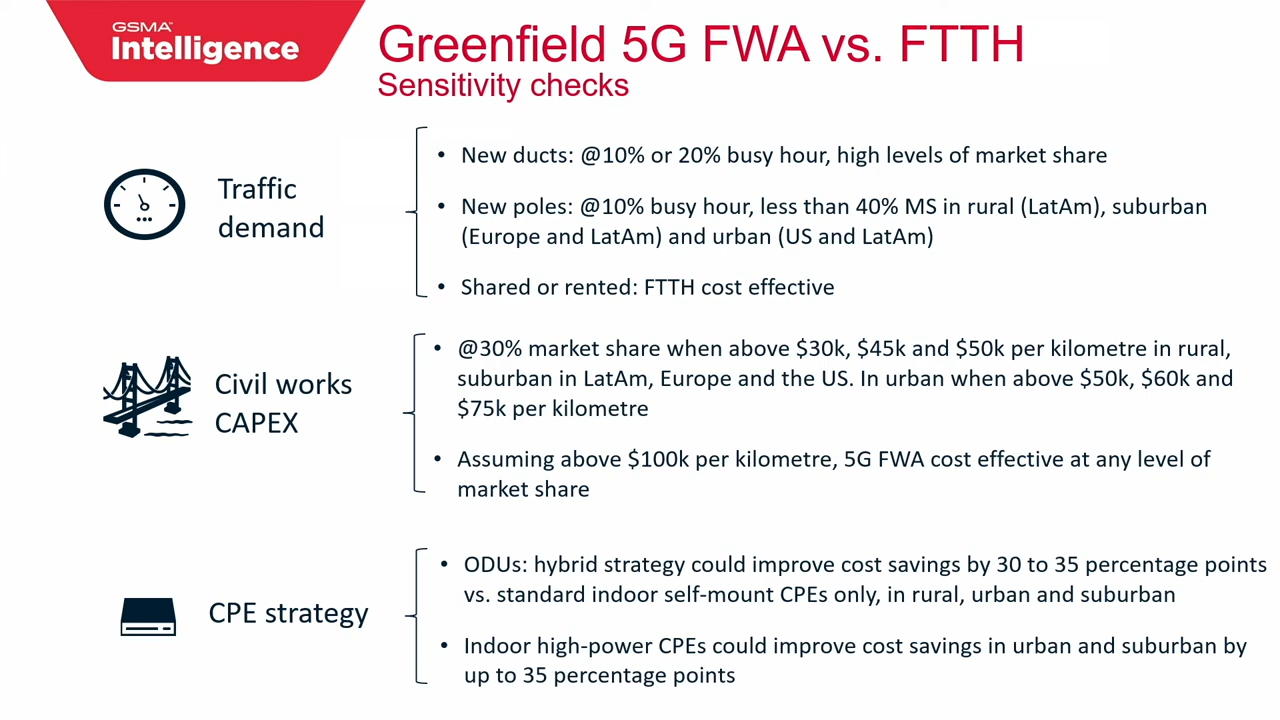 GSMA™
Intelligence
Greenfield 5G FWA vs. FTTH
Sensitivity checks
Traffic
demand
• New ducts: @10% or 20% busy hour, high levels of market share
• New poles: @10% busy hour, less than 40% MS in rural (LatAm), suburban
(Europe and LatAm) and urban (US and LatAm)
• Shared or rented: FTTH cost effective
Civil works
CAPEX
• @30% market share when above $30k, $45k and $50k per kilometre in rural,
suburban in LatAm, Europe and the US. In urban when above $50k, $60k and
$75k per kilometre
• Assuming above $100k per kilometre, 5G FWA cost effective at any level of
market share
CPE strategy
• ODUs: hybrid strategy could improve cost savings by 30 to 35 percentage points
vs. standard indoor self-mount CPEs only, in rural, urban and suburban
• Indoor high-power CPEs could improve cost savings in urban and suburban by
up to 35 percentage points